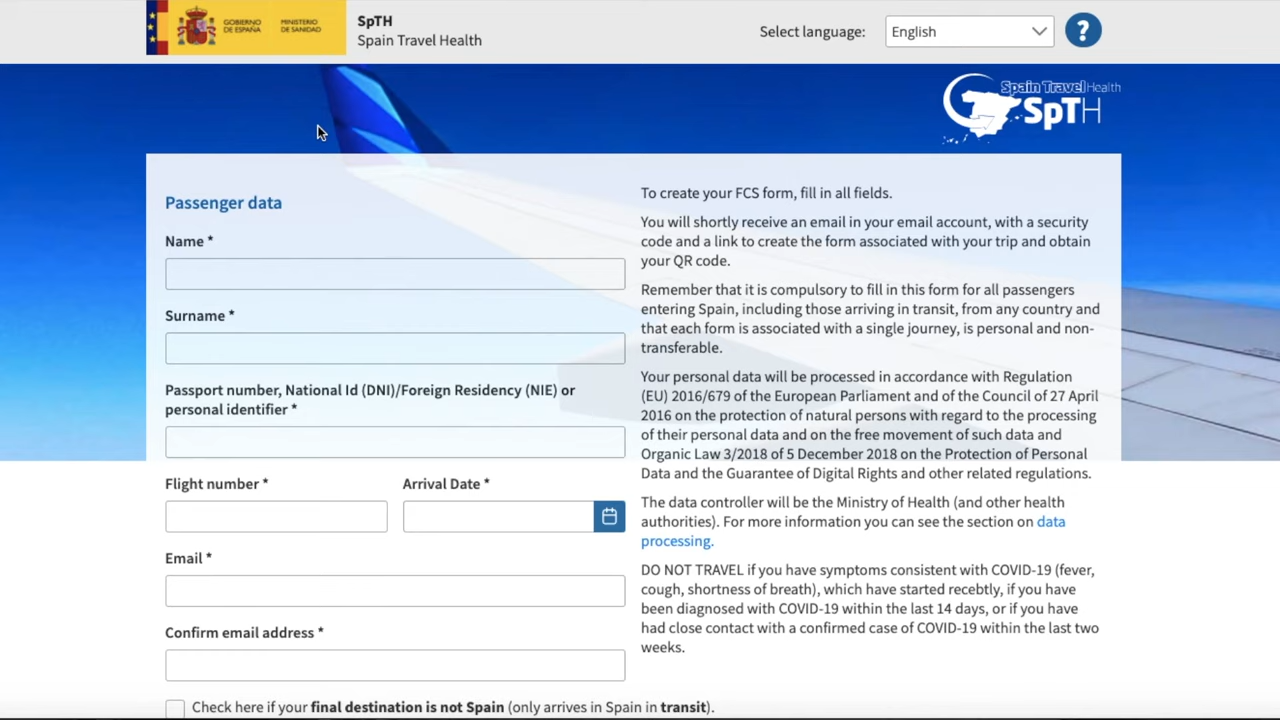 GOBIERNO
DE ESPAÑA
MINISTERIO
DE SANIDAD
SpTH
Spain Travel Health
Select language:
English
?
Spain Travel Health
SpTH
Passenger data
Name *
Surname *
Passport number, National Id (DNI)/Foreign Residency (NIE) or
personal identifier *
Flight number *
Arrival Date *
Email *
Confirm email address *
Check here if your final destination is not Spain (only arrives in Spain in transit).
To create your FCS form, fill in all fields.
You will shortly receive an email in your email account, with a security
code and a link to create the form associated with your trip and obtain
your QR code.
Remember that it is compulsory to fill in this form for all passengers
entering Spain, including those arriving in transit, from any country and
that each form is associated with a single journey, is personal and non-
transferable.
Your personal data will be processed in accordance with Regulation
(EU) 2016/679 of the European Parliament and of the Council of 27 April
2016 on the protection of natural persons with regard to the processing
of their personal data and on the free movement of such data and
Organic Law 3/2018 of 5 December 2018 on the Protection of Personal
Data and the Guarantee of Digital Rights and other related regulations.
The data controller will be the Ministry of Health (and other health
authorities). For more information you can see the section on data
processing.
DO NOT TRAVEL if you have symptoms consistent with COVID-19 (fever,
cough, shortness of breath), which have started recebtly, if you have
been diagnosed with COVID-19 within the last 14 days, or if you have
had close contact with a confirmed case of COVID-19 within the last two
weeks.